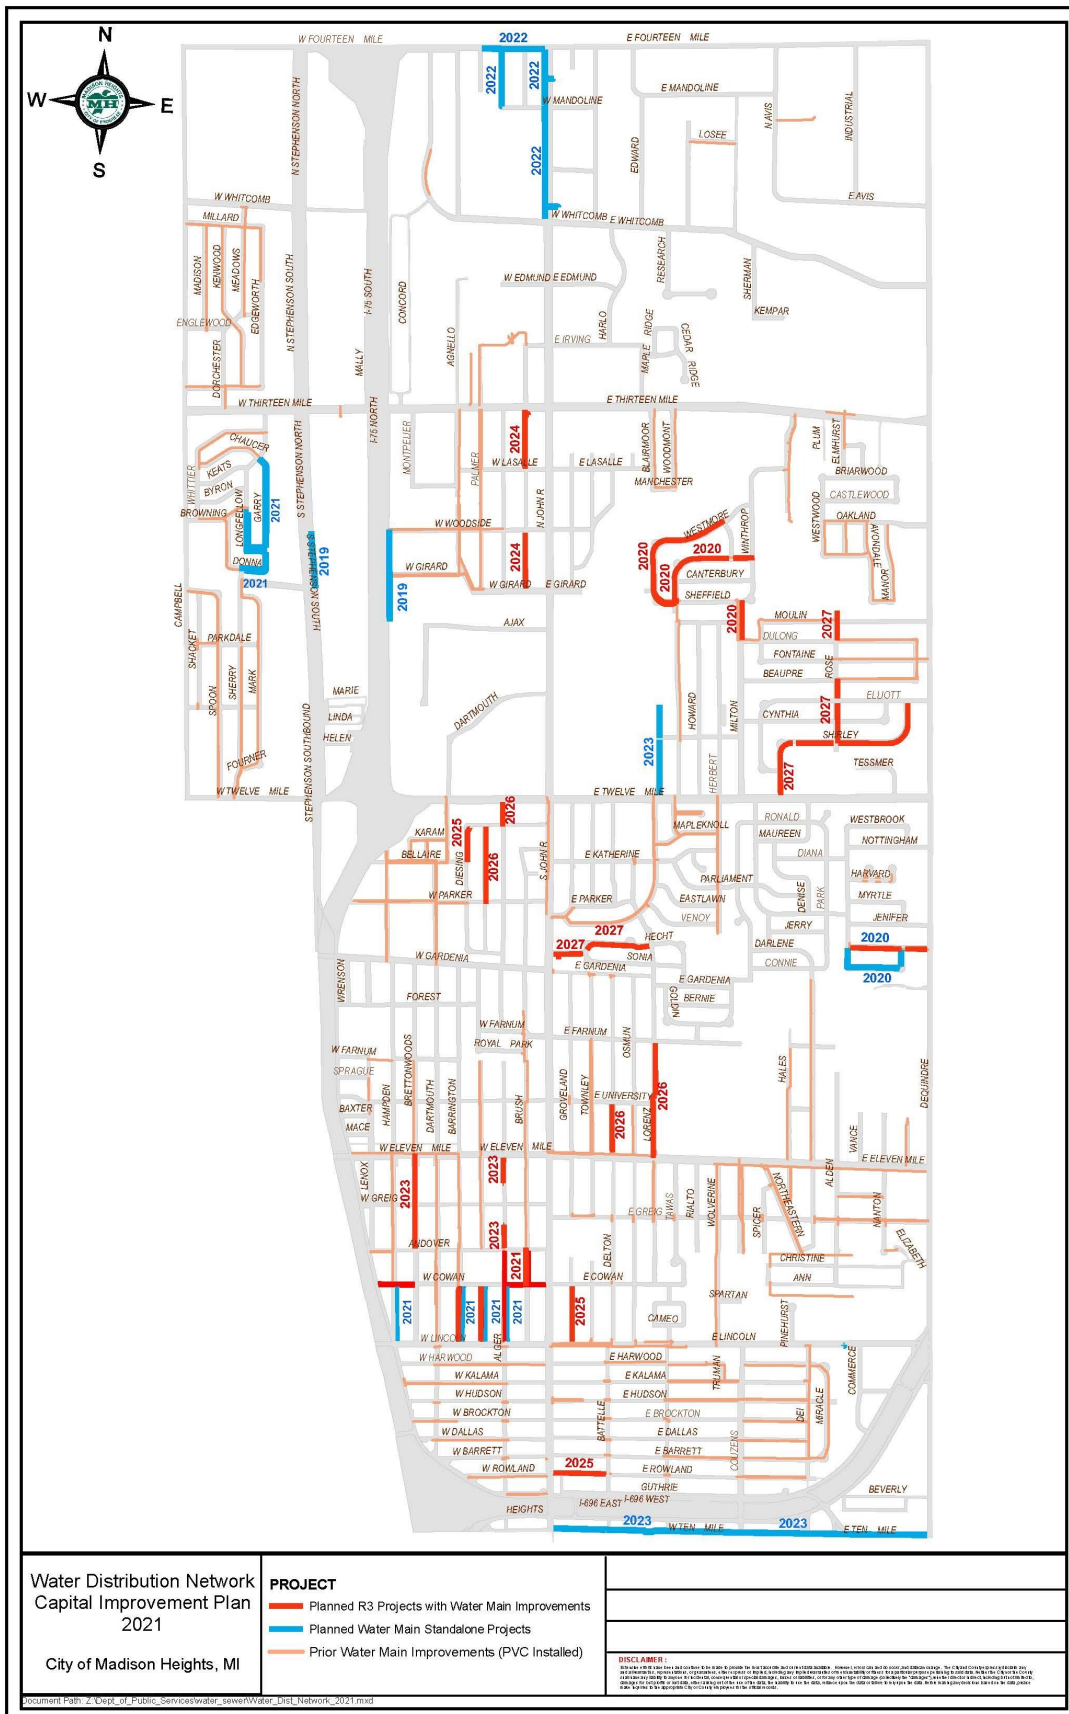 N
W E
S
MH
W FOURTEEN MILE
2022
E FOURTEEN MILE
2022
2022
W MANDOLINE
E MANDOLINE
N AVIS
INDUSTRIAL
LOSEE
EDWARD
N STEPHENSON NORTH
2022
W WHITCOMB
E AVIS
MILLARD
W WHITCOMB
E WHITCOMB
MADISON
KENWOOD
MEADOWS
EDGEWORTH
N STEPHENSON SOUTH
I-75 SOUTH
CONCORD
W EDMUND
E EDMUND
RESEARCH
SHERMAN
KEMPAR
ENGLEWOOD
DORCHESTER
MALLY
AGNELLO
E IRVING
HARLO
MAPLE RIDGE
CEDAR RIDGE
W THIRTEEN MILE
E THIRTEEN MILE
I-75 NORTH
S STEPHENSON NORTH
CHAUCER
KEATS
BYRON
WHITTIER
BROWNING
LONGFELLOW
GARRY
2021
DONNA
2021
MONTPELIER
PALMER
2024
W LASALLE
E LASALLE
N JOHN R
BLAIRMOOR
WOODMONT
MANCHESTER
PLUM
ELMHURST
BRIARWOOD
CASTLEWOOD
OAKLAND
WESTWOOD
AVONDALE
MANOR
W WOODSIDE
WESTMORE
WINTHROP
2019
S STEPHENSON SOUTH
2019
W GIRARD
2024
W GIRARD
E GIRARD
2020
2020
2020
CANTERBURY
SHEFFIELD
2020
CAMPBELL
SHACKET
PARKDALE
SPOON
SHERRY
MARK
AJAX
MOULIN
2027
DULONG
FONTAINE
ROSE
BEAUPRE
MARIE
LINDA
HELEN
DARTMOUTH
HOWARD
MILTON
ELLIOTT
CYNTHIA
2027
SHIRLEY
2023
HERBERT
TESSMER
2027
FOURNER
W TWELVE MILE
STEPHENSON SOUTHBOUND
E TWELVE MILE
2026
KARAM
2025
BELLAIRE
DIESING
2026
S JOHN R
E KATHERINE
MAPLEKNOLL
RONALD
MAUREEN
DIANA
WESTBROOK
NOTTINGHAM
HARVARD
MYRTLE
JENIFER
W PARKER
E PARKER
PARLIAMENT
EASTLAWN
VENOY
DENISE
PARK
JERRY
2027
HECHT
2027
SONIA
DARLENE
CONNIE
2020
2020
W GARDENIA
E GARDENIA
E GARDENIA
WRENSON
FOREST
GOLDIN
BERNIE
W FARNUM
E FARNUM
ROYAL PARK
OSMUN
W FARNUM
SPRAGUE
BRETTONWOODS
HAMPDEN
DARTMOUTH
BARRINGTON
BAXTER
MACE
BRUSH
GROVELAND
TOWNLEY
E UNIVERSITY
2026
2026
LORENZ
HALES
DEQUINDRE
VANCE
W ELEVEN MILE
W ELEVEN MILE
E ELEVEN MILE
ALDEN
LENOX
W GREIG
2023
2023
NORTHEASTERN
WOLVERINE
NANTON
E GREIG
TAWAS
RIALTO
SPICER
ELIZABETH
ANDOVER
2023
2021
DELTON
CHRISTINE
ANN
W COWAN
E COWAN
SPARTAN
2021
2021
2021
2021
2025
CAMEO
PINEHURST
W LINCOLN
ALGER
E LINCOLN
W HARWOOD
E HARWOOD
COMMERCE
W KALAMA
E KALAMA
TRUMAN
W HUDSON
E HUDSON
DEI
MIRACLE
W BROCKTON
E BROCKTON
BATTELLE
W DALLAS
E DALLAS
COUZENS
W BARRETT
E BARRETT
W ROWLAND
2025
E ROWLAND
GUTHRIE
BEVERLY
HEIGHTS
I-696 EAST
I-696 WEST
2023
W TEN MILE
2023
E TEN MILE
Water Distribution Network
Capital Improvement Plan
2021
City of Madison Heights, MI
PROJECT
Planned R3 Projects with Water Main Improvements
Planned Water Main Standalone Projects
Prior Water Main Improvements (PVC Installed)
DISCLAIMER :
Document Path: Z:\Dept_of_Public_Services\water_sewer\Water_Dist_Network_2021.mxd